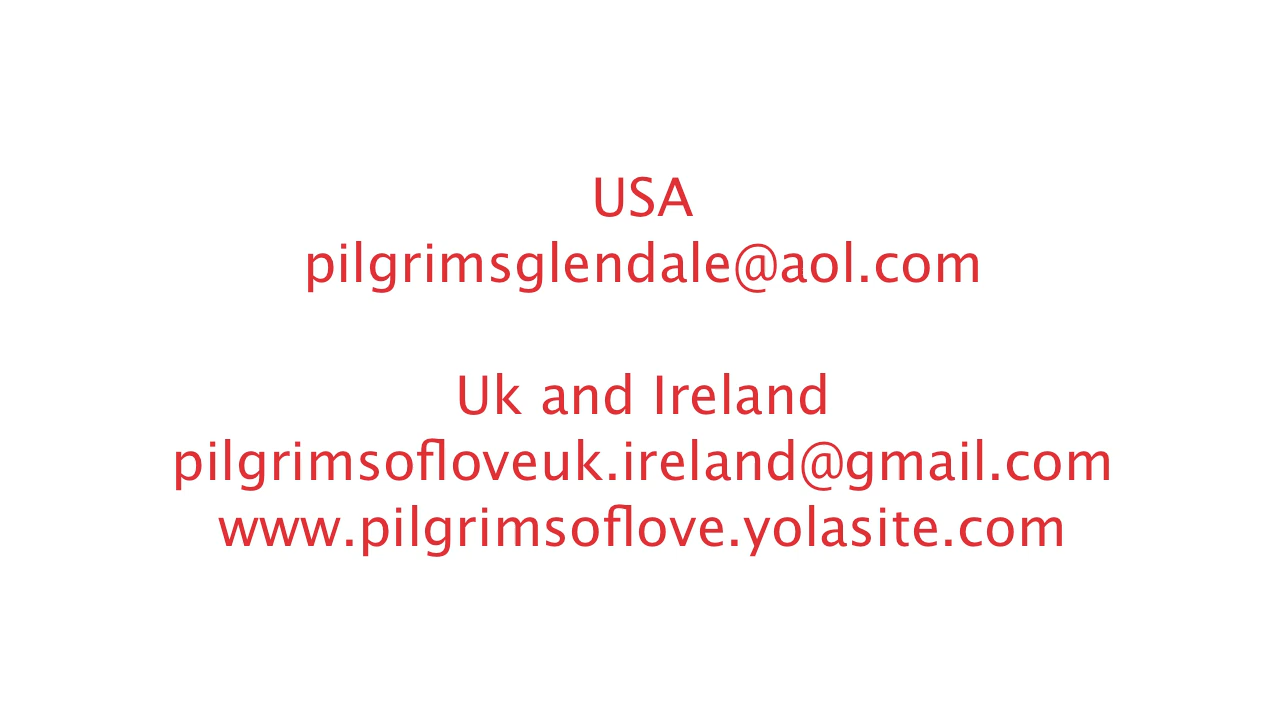 USA
pilgrimsglendale@aol.com
Uk and Ireland
pilgrimsofloveuk.ireland@gmail.com
www.pilgrimsoflove.yolasite.com